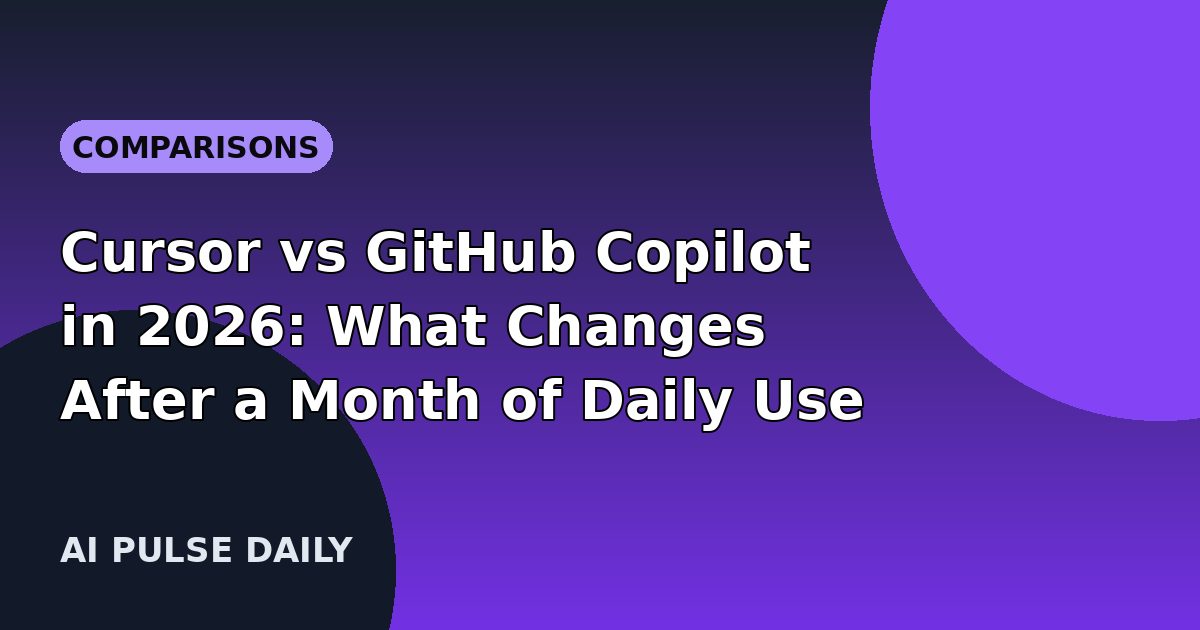 COMPARISONS
Cursor vs GitHub Copilot
in 2026: What Changes
After a Month of Daily Use
AI PULSE DAILY